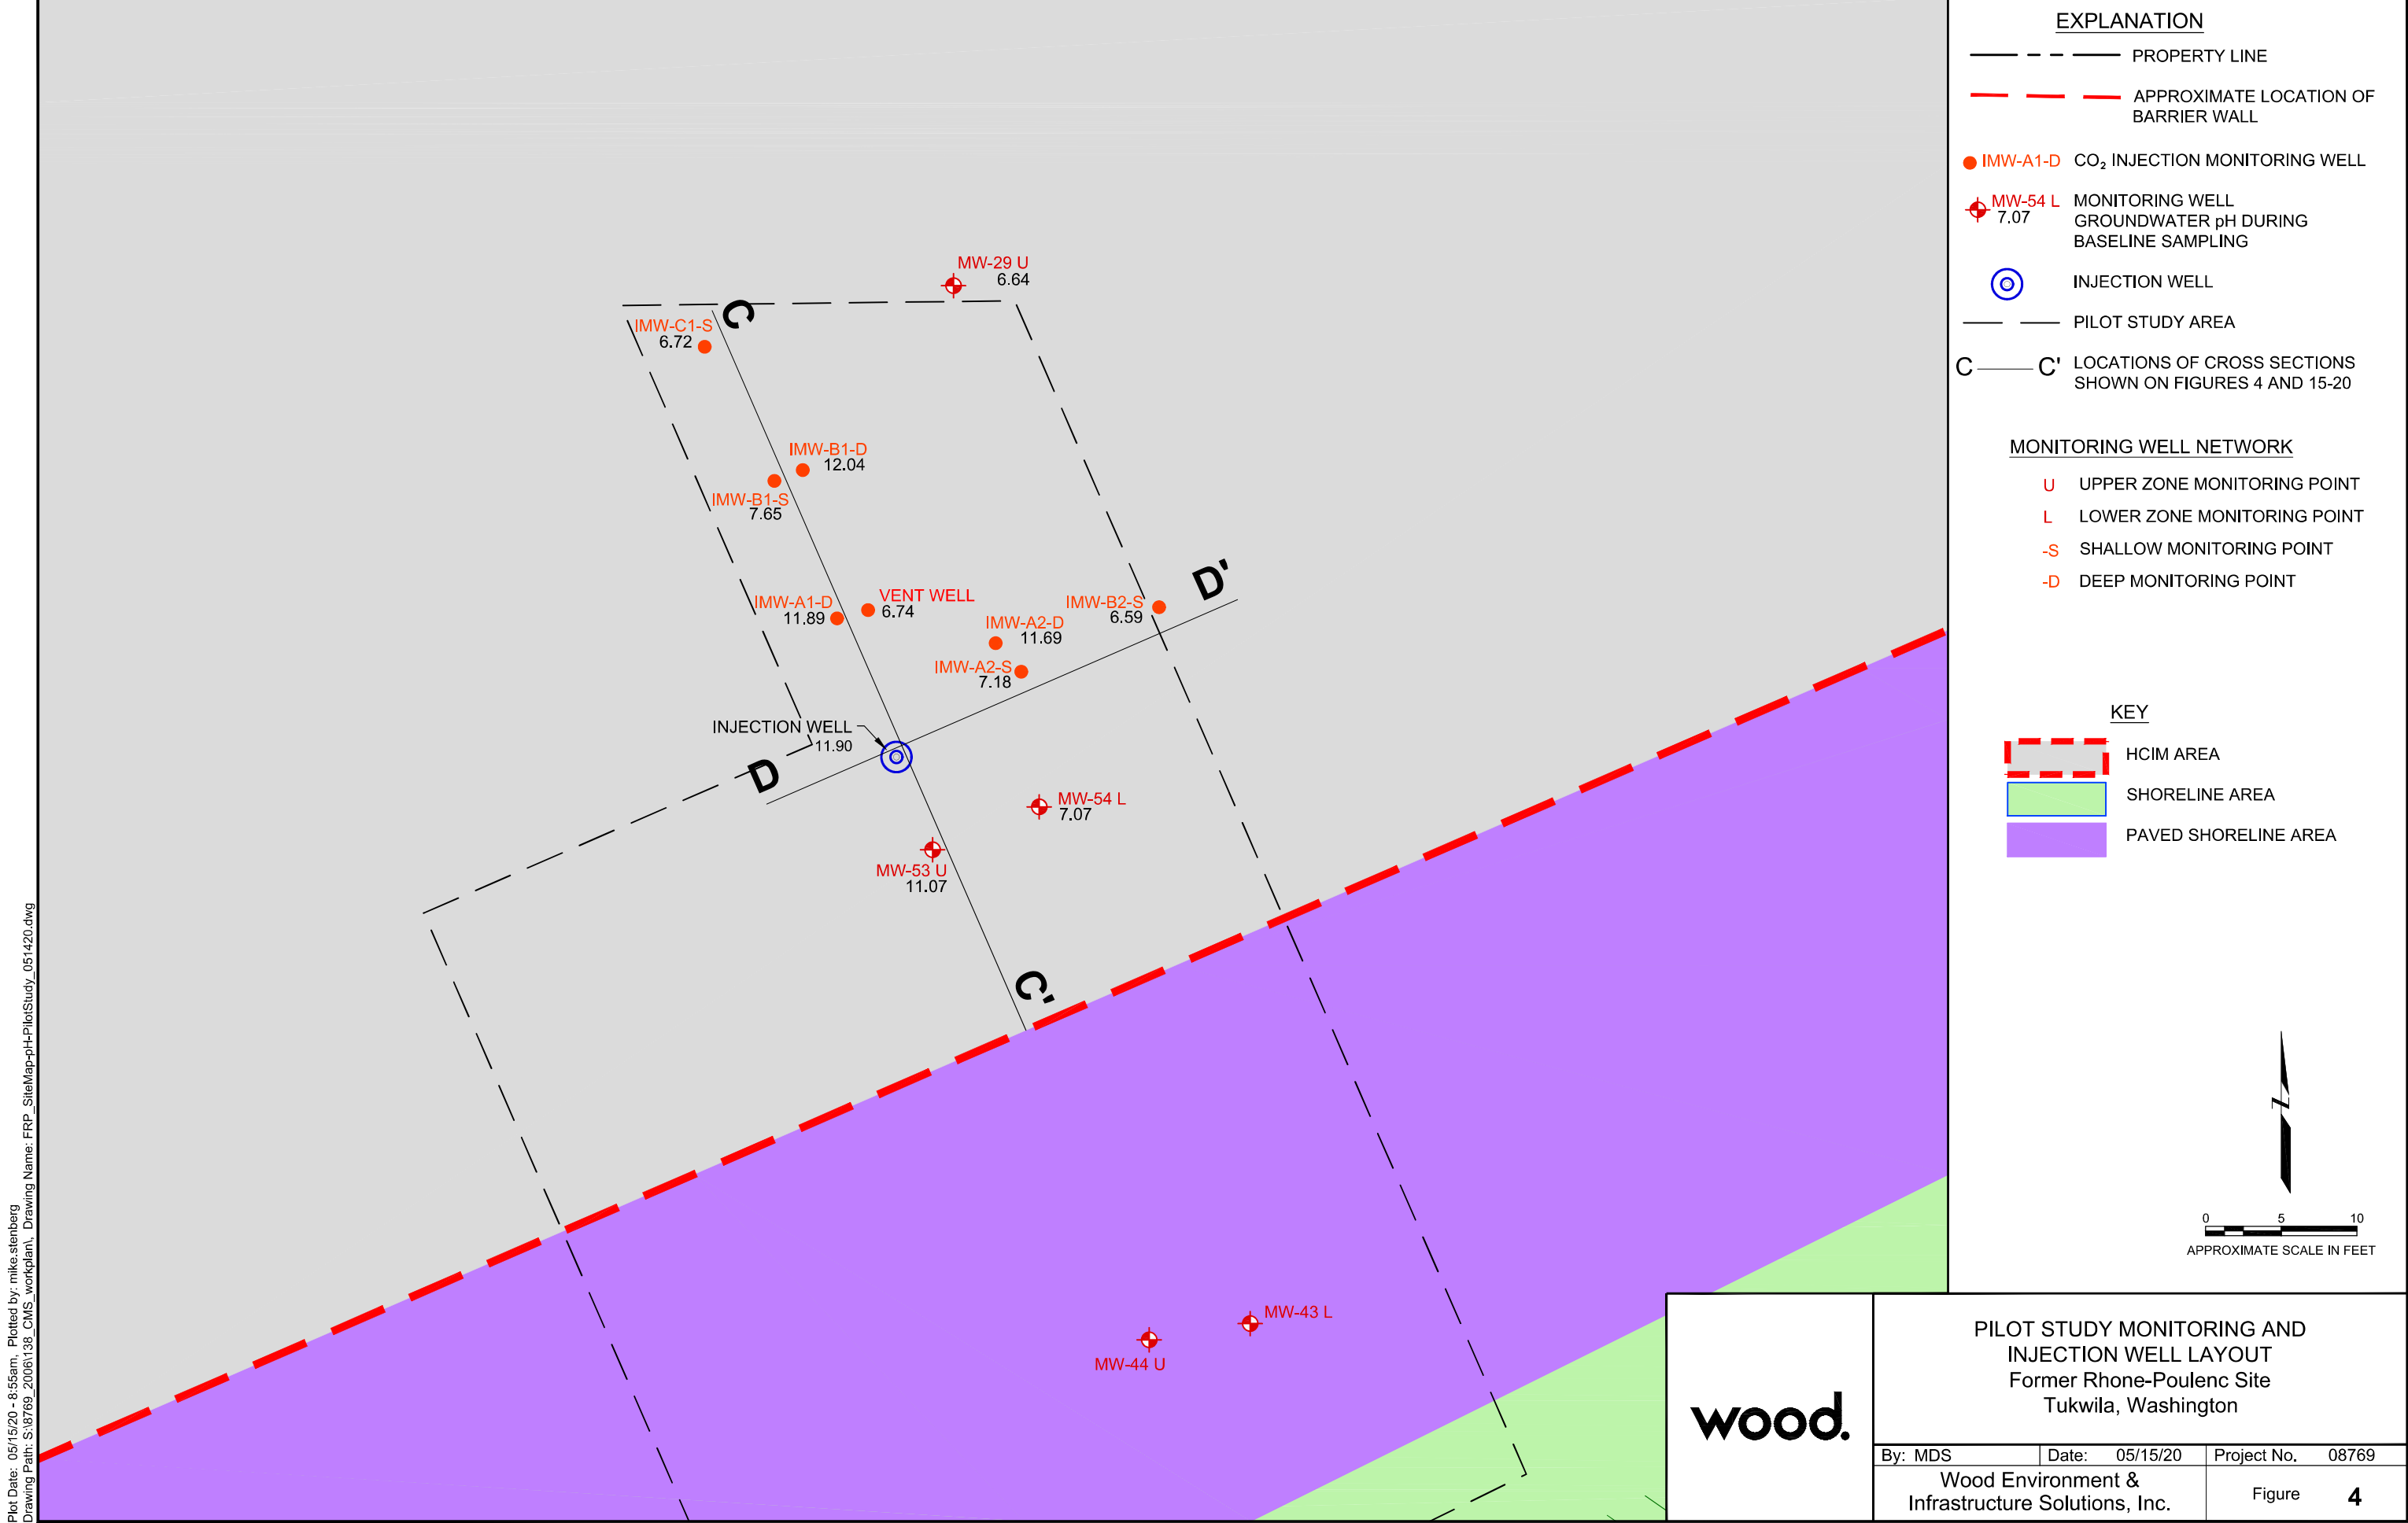 EXPLANATION
PROPERTY LINE
APPROXIMATE LOCATION OF
BARRIER WALL
IMW-A1-D CO₂ INJECTION MONITORING WELL
MW-54 L MONITORING WELL
7.07 GROUNDWATER pH DURING
BASELINE SAMPLING
INJECTION WELL
PILOT STUDY AREA
C C' LOCATIONS OF CROSS SECTIONS
SHOWN ON FIGURES 4 AND 15-20
MONITORING WELL NETWORK
U UPPER ZONE MONITORING POINT
L LOWER ZONE MONITORING POINT
-S SHALLOW MONITORING POINT
-D DEEP MONITORING POINT
KEY
HCIM AREA
SHORELINE AREA
PAVED SHORELINE AREA
MW-29 U
6.64
C
IMW-C1-S
6.72
IMW-B1-D
12.04
IMW-B1-S
7.65
IMW-A1-D
11.89
VENT WELL
6.74
IMW-A2-D
11.69
IMW-A2-S
7.18
IMW-B2-S
6.59
D'
INJECTION WELL
11.90
D
MW-54 L
7.07
MW-53 U
11.07
C'
MW-43 L
MW-44 U
Z
0 5 10
APPROXIMATE SCALE IN FEET
wood.
PILOT STUDY MONITORING AND
INJECTION WELL LAYOUT
Former Rhone-Poulenc Site
Tukwila, Washington
By: MDS Date: 05/15/20 Project No. 08769
Wood Environment &
Infrastructure Solutions, Inc.
Figure 4
Plot Date: 05/15/20 - 8:55am, Plotted by: mike.stenberg
Drawing Path: S:\8769_2006\138_CMS_workplan\, Drawing Name: FRP_SiteMap-pH-PilotStudy_051420.dwg